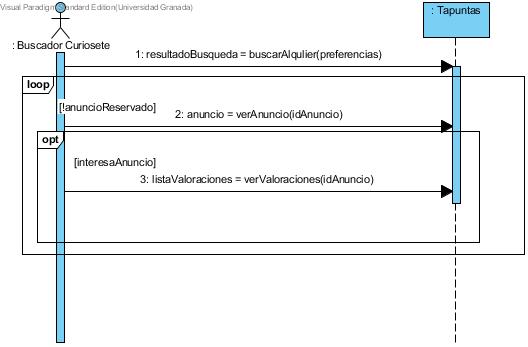 Visual Paradigm Standard Edition(Universidad Granada)
: Tapuntas
: Buscador Curiosete
1: resultadoBusqueda = buscarAlqulier(preferencias)
loop
[!anuncioReservado]
2: anuncio = verAnuncio(idAnuncio)
opt
[interesaAnuncio]
3: listaValoraciones = verValoraciones(idAnuncio)